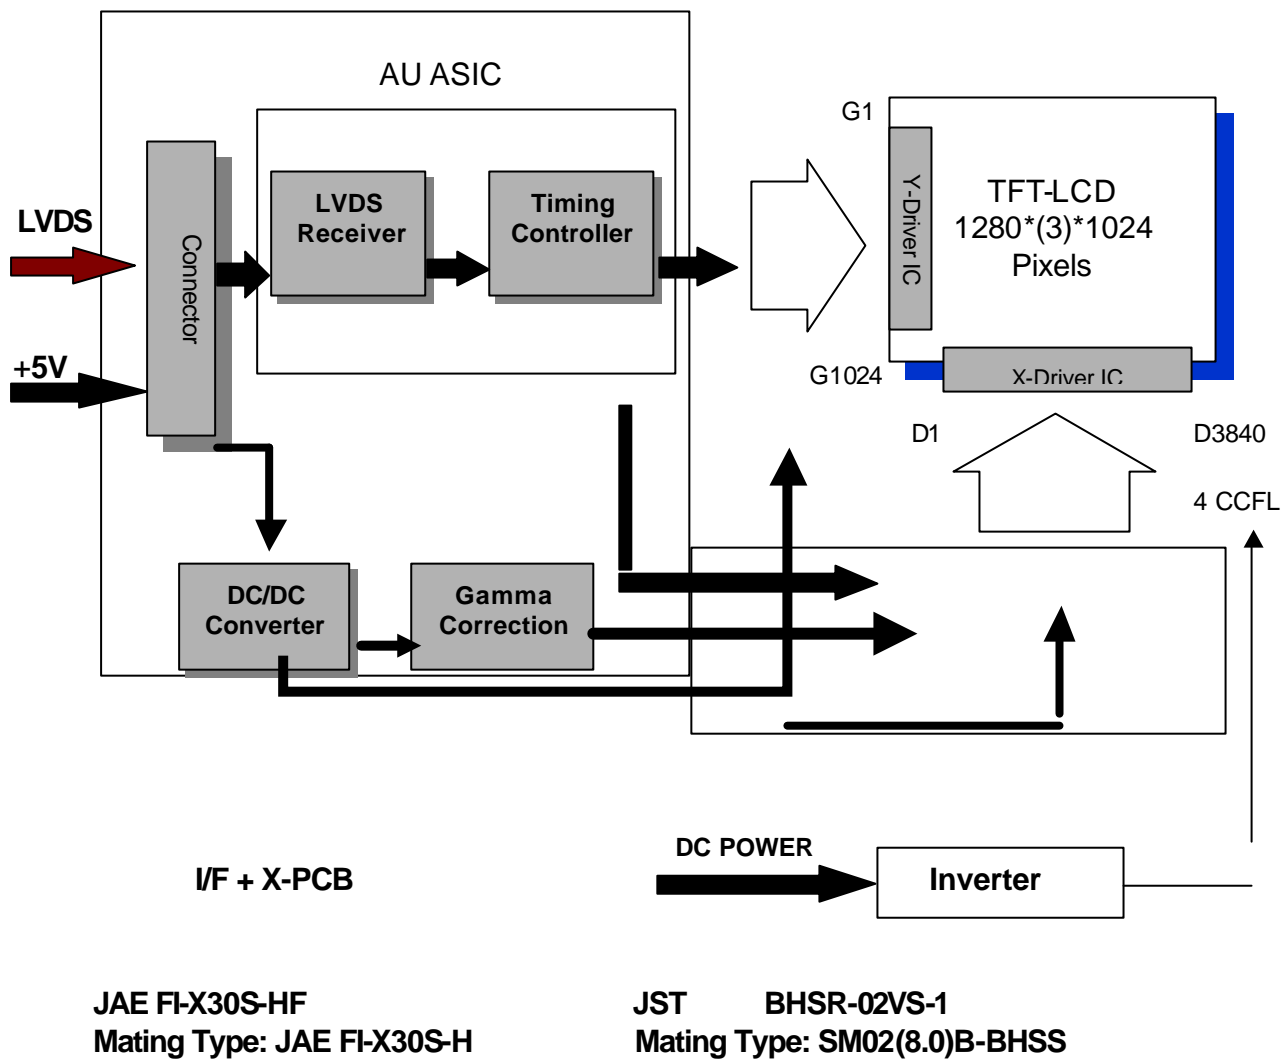 AU ASIC
G1
LVDS
Connector
LVDS
Receiver
Timing
Controller
Y-Driver IC
TFT-LCD
1280*(3)*1024
Pixels
+5V
G1024
X-Driver IC
D1
D3840
4 CCFL
DC/DC
Converter
Gamma
Correction
DC POWER
I/F + X-PCB
Inverter
JAE FI-X30S-HF
Mating Type: JAE FI-X30S-H
JST BHSR-02VS-1
Mating Type: SM02(8.0)B-BHSS